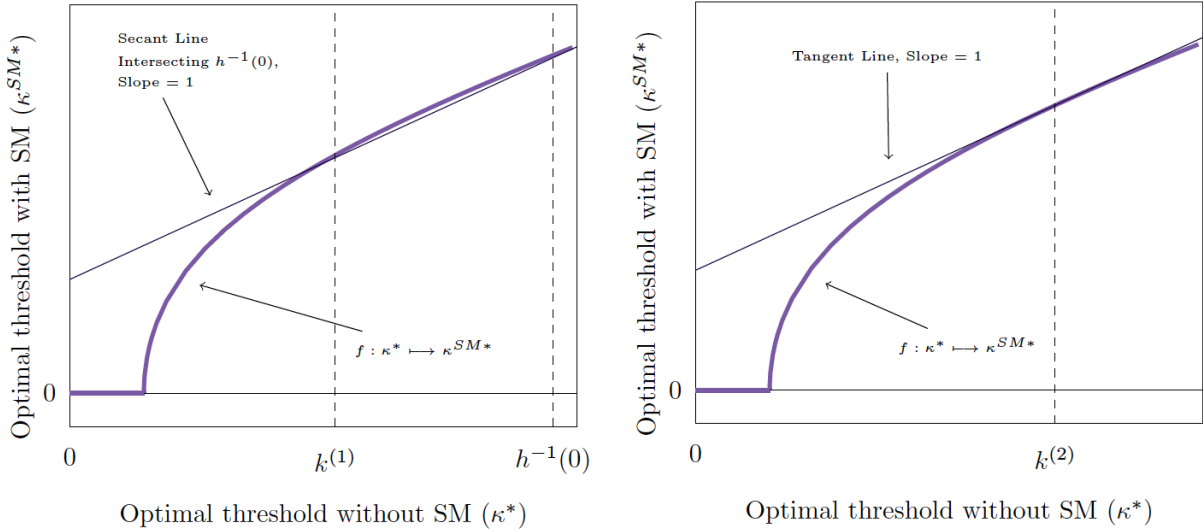 Optimal threshold with SM (κ^{SM*})
Secant Line
Intersecting h^{-1}(0),
Slope = 1
f : κ^* ⟼ κ^{SM*}
0
0
k^{(1)}
h^{-1}(0)
Optimal threshold without SM (κ^*)
Optimal threshold with SM (κ^{SM*})
Tangent Line, Slope = 1
f : κ^* ⟼ κ^{SM*}
0
0
k^{(2)}
Optimal threshold without SM (κ^*)